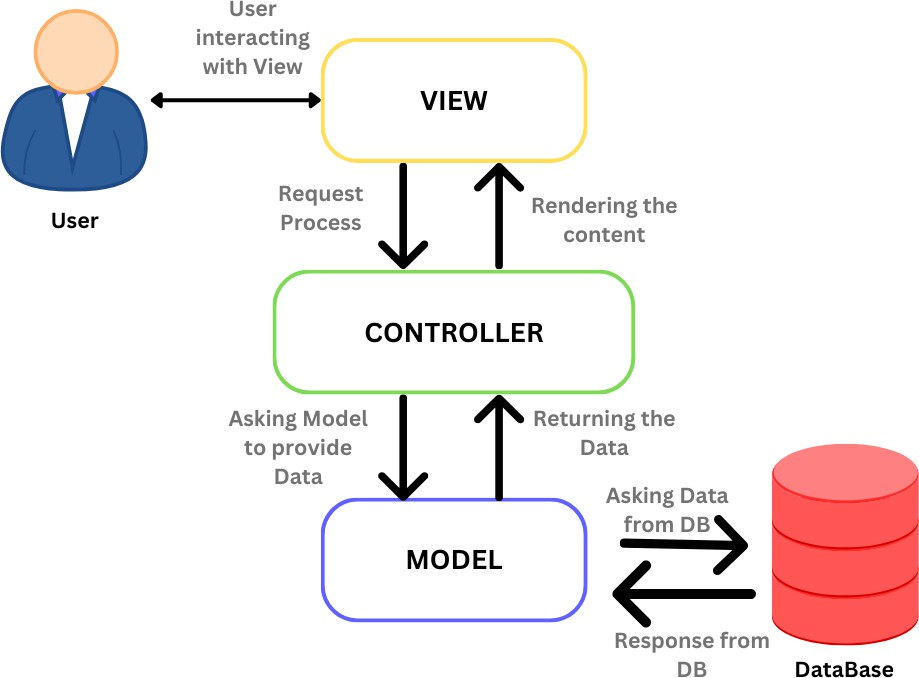 User
interacting
with View
VIEW
User
Request
Process
Rendering the
content
CONTROLLER
Asking Model
to provide
Data
Returning the
Data
Asking Data
from DB
MODEL
Response from
DB
DataBase